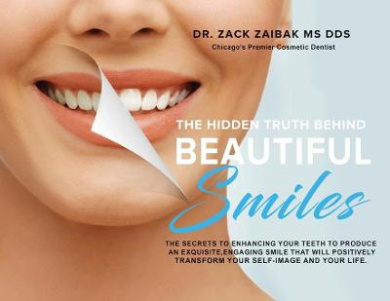 DR. ZACK ZAIBAK MS DDS
Chicago's Premier Cosmetic Dentist
THE HIDDEN TRUTH BEHIND
BEAUTIFUL
Smiles
THE SECRETS TO ENHANCING YOUR TEETH TO PRODUCE
AN EXQUISITE,ENGAGING SMILE THAT WILL POSITIVELY
TRANSFORM YOUR SELF-IMAGE AND YOUR LIFE.